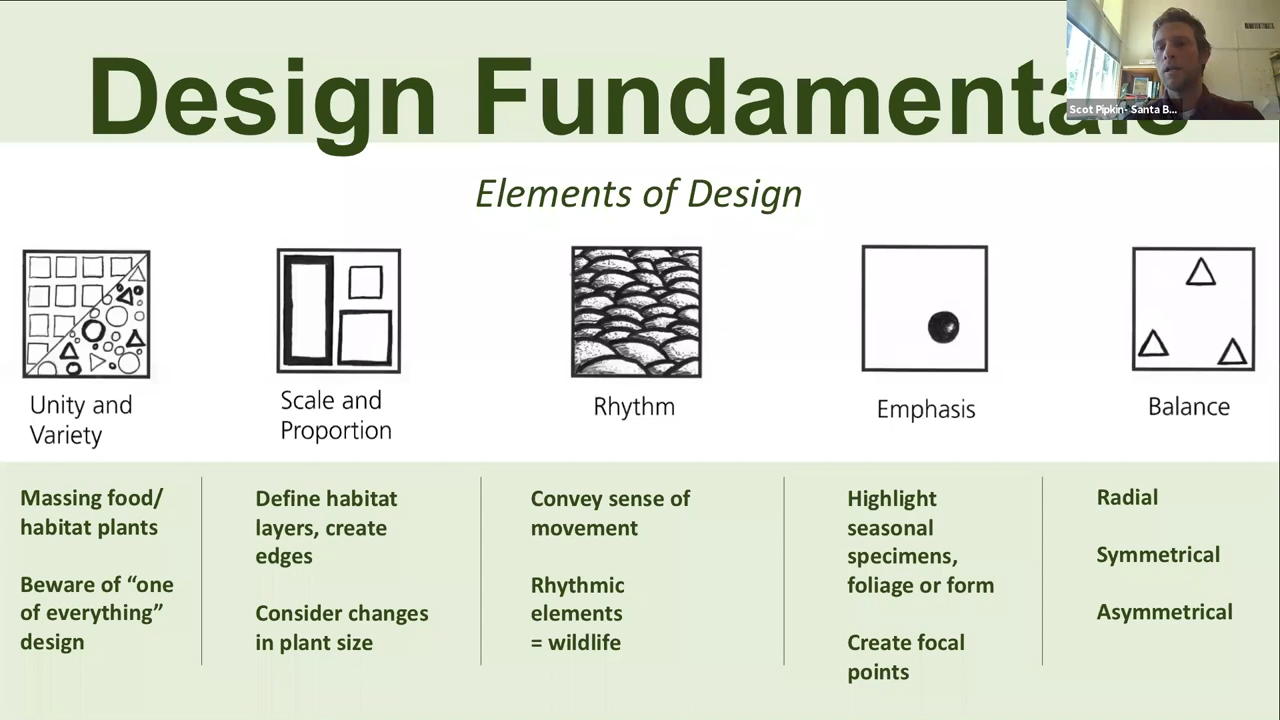 Design Fundamentals
Scot Pipkin- Santa B...
Elements of Design
Unity and
Variety
Scale and
Proportion
Rhythm
Emphasis
Balance
Massing food/
habitat plants
Beware of “one
of everything”
design
Define habitat
layers, create
edges
Consider changes
in plant size
Convey sense of
movement
Rhythmic
elements
= wildlife
Highlight
seasonal
specimens,
foliage or form
Create focal
points
Radial
Symmetrical
Asymmetrical